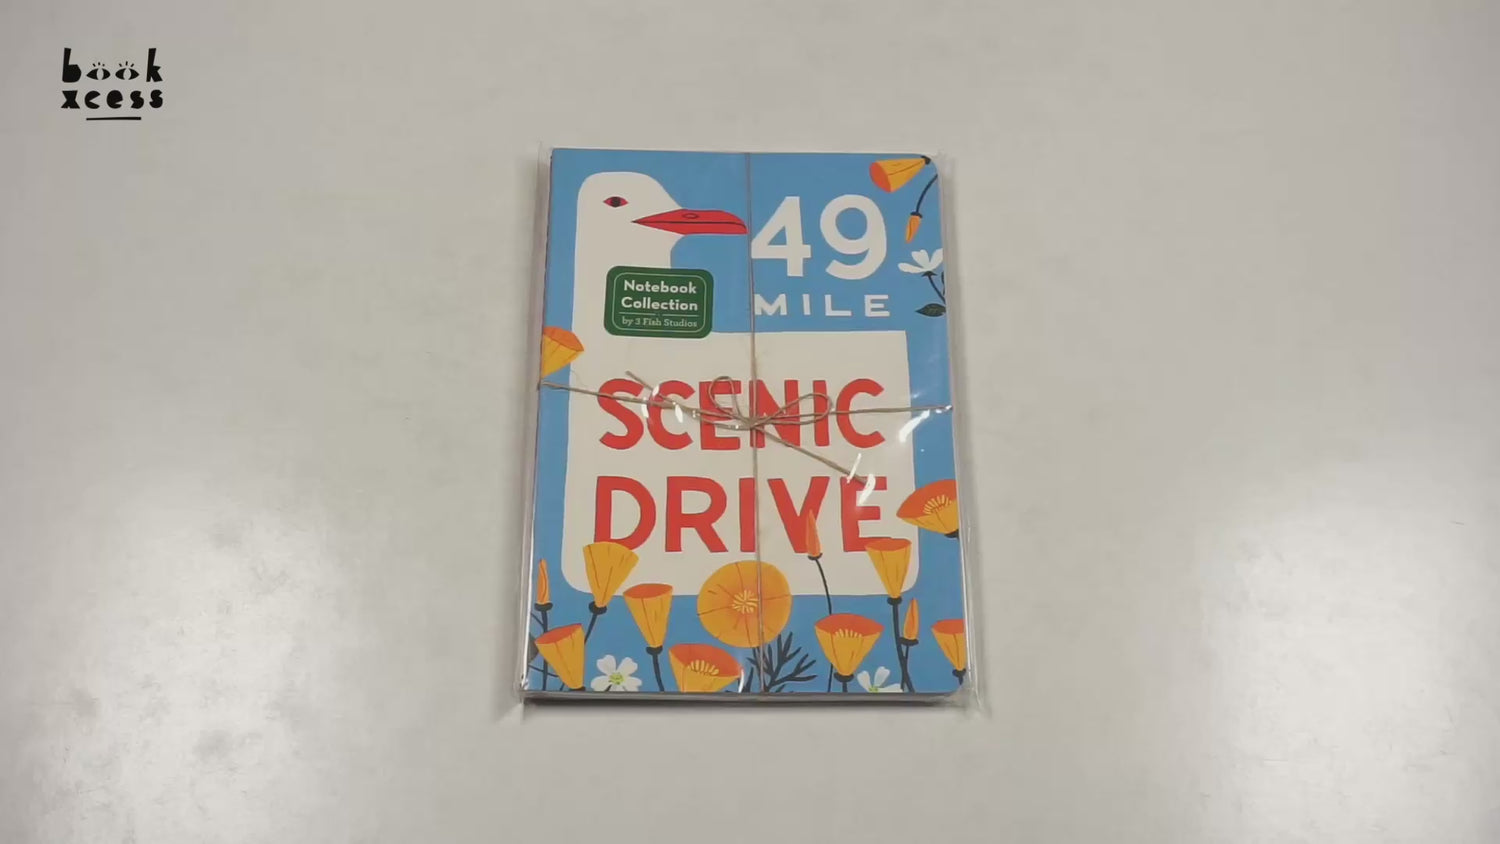 book
xcess
49
MILE
Notebook
Collection
by 3 Fish Studios
SCENIC
DRIVE